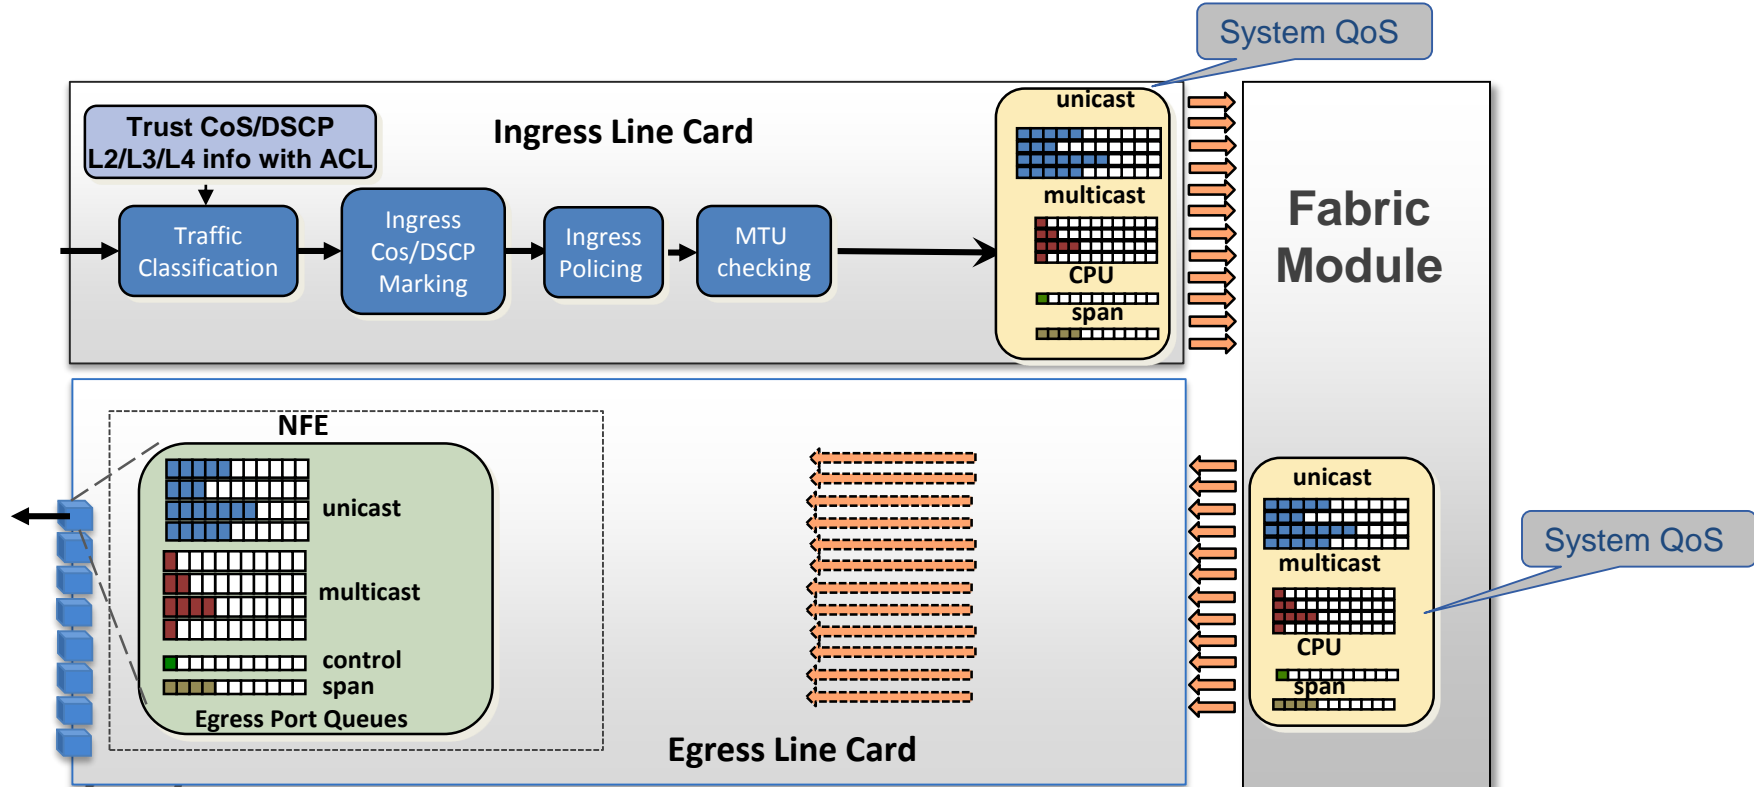 System QoS
Trust CoS/DSCP
L2/L3/L4 info with ACL
Ingress Line Card
unicast
multicast
CPU
span
Traffic
Classification
Ingress
Cos/DSCP
Marking
Ingress
Policing
MTU
checking
Fabric
Module
NFE
unicast
multicast
control
span
Egress Port Queues
Egress Line Card
unicast
multicast
CPU
span
System QoS